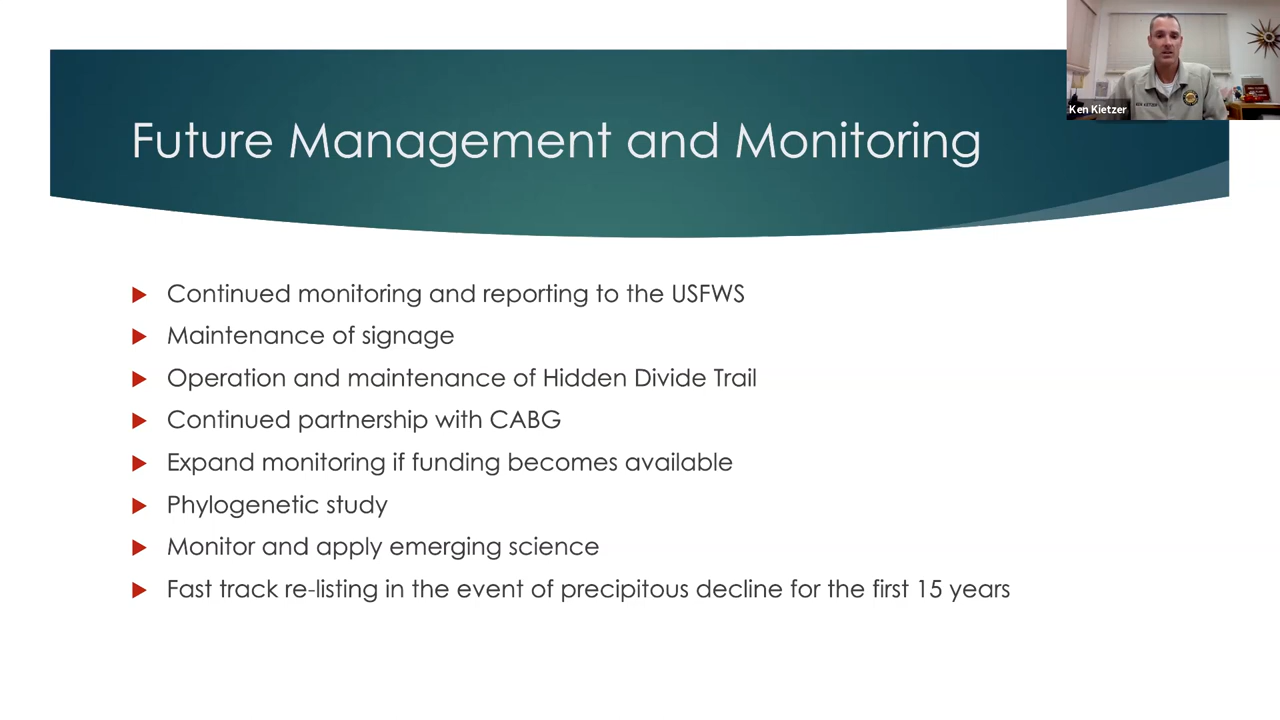 Ken Kietzer
Future Management and Monitoring
Continued monitoring and reporting to the USFWS
Maintenance of signage
Operation and maintenance of Hidden Divide Trail
Continued partnership with CABG
Expand monitoring if funding becomes available
Phylogenetic study
Monitor and apply emerging science
Fast track re-listing in the event of precipitous decline for the first 15 years